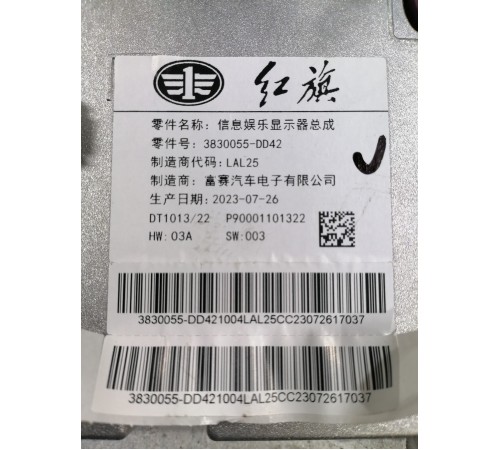 红旗
零件名称: 信息娱乐显示器总成
零件号: 3830055-DD42
制造商代码: LAL25
制造商: 富赛汽车电子有限公司
生产日期: 2023-07-26
DT1013/22 P90001101322
HW: 03A SW: 003
3830055-DD421004LAL25CC23072617037
3830055-DD421004LAL25CC23072617037